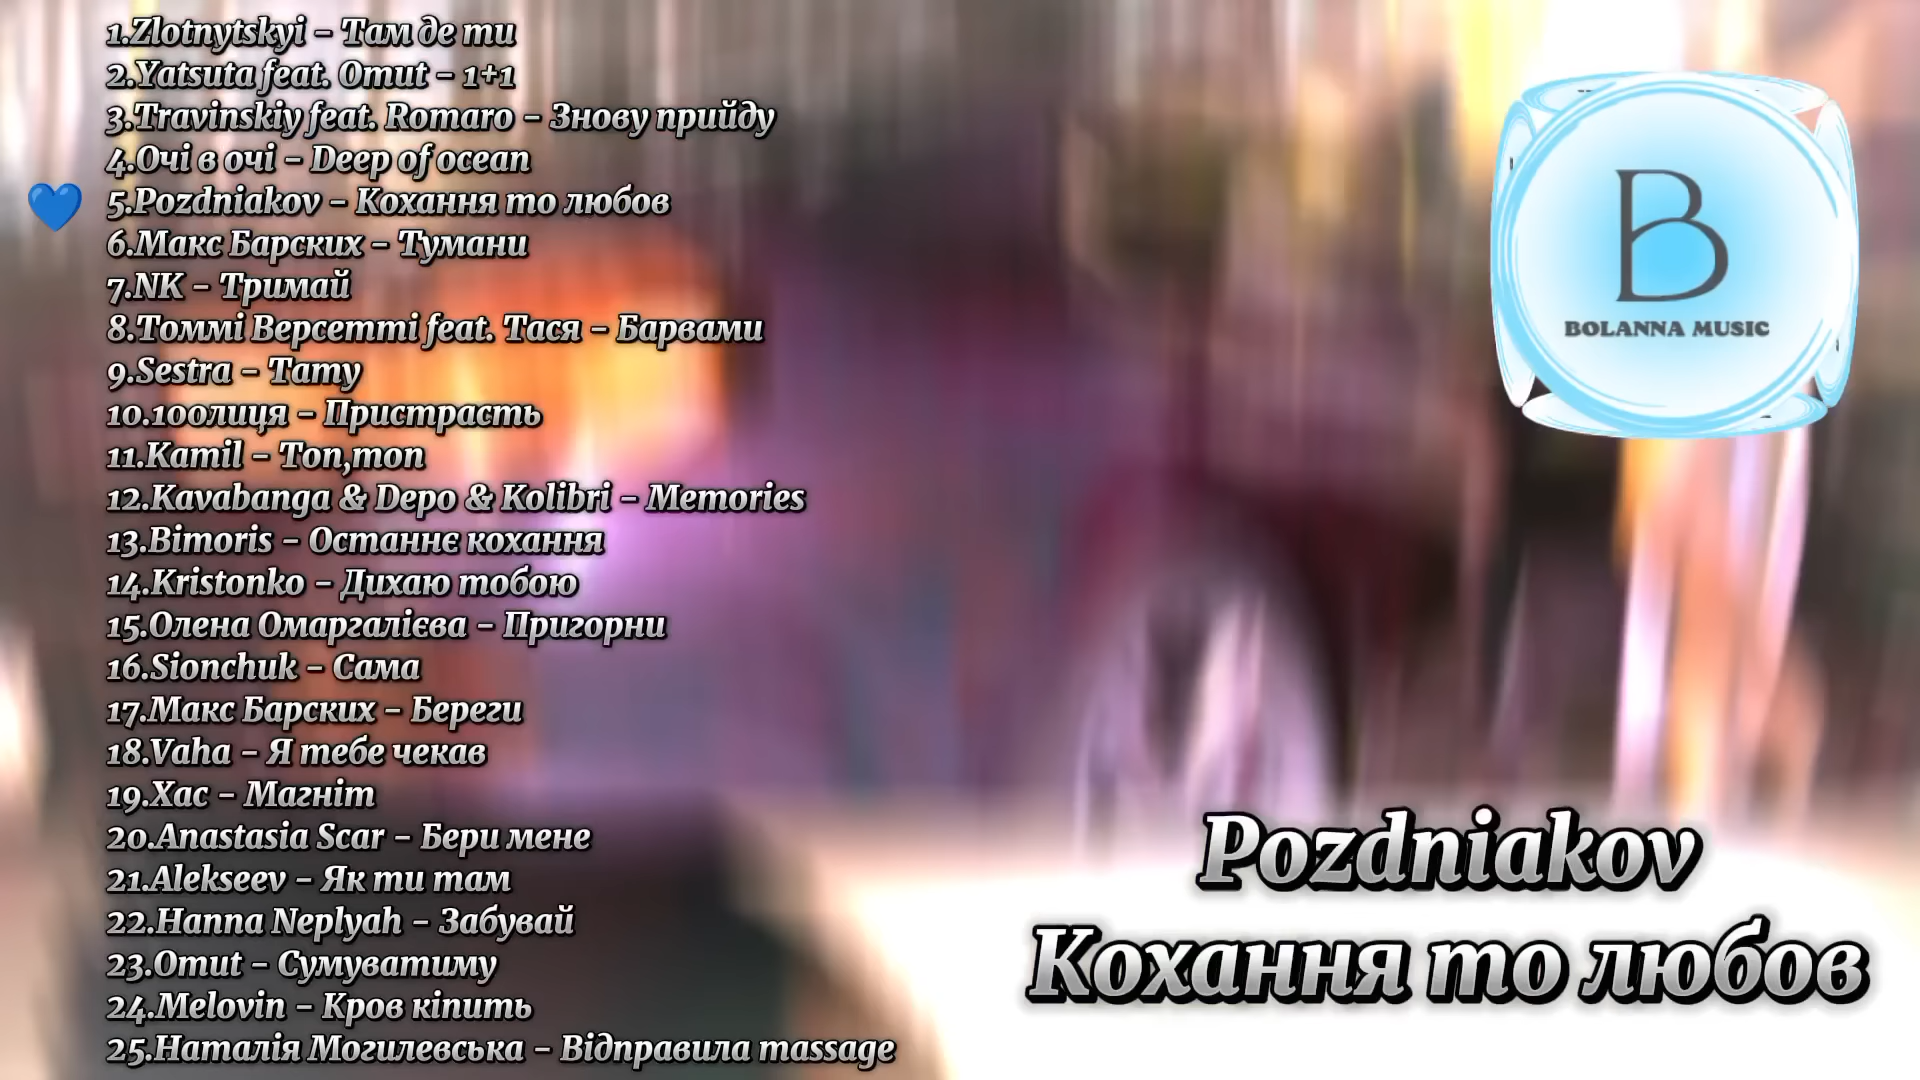 1.Zlotnytskyi - Там де ти
2.Yatsuta feat. Omut - 1+1
3.Travinskiy feat. Romaro - Знову прийду
4.Очі в очі - Deep of ocean
5.Pozdniakov - Кохання то любов
6.Макс Барских - Тумани
7.NK - Тримай
8.Томмі Версетті feat. Тася - Барвами
9.Sestra - Тату
10.100лиця - Пристрасть
11.Kamil - Топ,топ
12.Kavabanga & Depo & Kolibri - Memories
13.Bimoris - Останнє кохання
14.Kristonko - Дихаю тобою
15.Олена Омаргалієва - Пригорни
16.Sionchuk - Сама
17.Макс Барских - Береги
18.Vaha - Я тебе чекав
19.Хас - Магніт
20.Anastasia Scar - Бери мене
21.Alekseev - Як ти там
22.Hanna Neplyah - Забувай
23.Omut - Сумуватиму
24.Melovin - Кров кіпить
25.Наталія Могилевська - Відправила massage
B
BOLANNA MUSIC
Pozdniakov
Кохання то любов